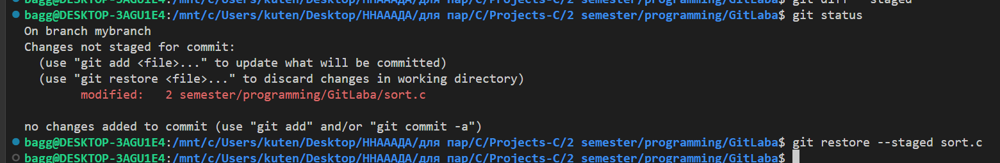 bagg@DESKTOP-3AGU1E4:/mnt/c/Users/kuten/Desktop/ННАААДА/для пар/C/Projects-C/2 semester/programming/GitLaba$ git diff --staged
bagg@DESKTOP-3AGU1E4:/mnt/c/Users/kuten/Desktop/ННАААДА/для пар/C/Projects-C/2 semester/programming/GitLaba$ git status
On branch mybranch
Changes not staged for commit:
  (use "git add <file>..." to update what will be committed)
  (use "git restore <file>..." to discard changes in working directory)
        modified:   2 semester/programming/GitLaba/sort.c

no changes added to commit (use "git add" and/or "git commit -a")
bagg@DESKTOP-3AGU1E4:/mnt/c/Users/kuten/Desktop/ННАААДА/для пар/C/Projects-C/2 semester/programming/GitLaba$ git restore --staged sort.c
bagg@DESKTOP-3AGU1E4:/mnt/c/Users/kuten/Desktop/ННАААДА/для пар/C/Projects-C/2 semester/programming/GitLaba$